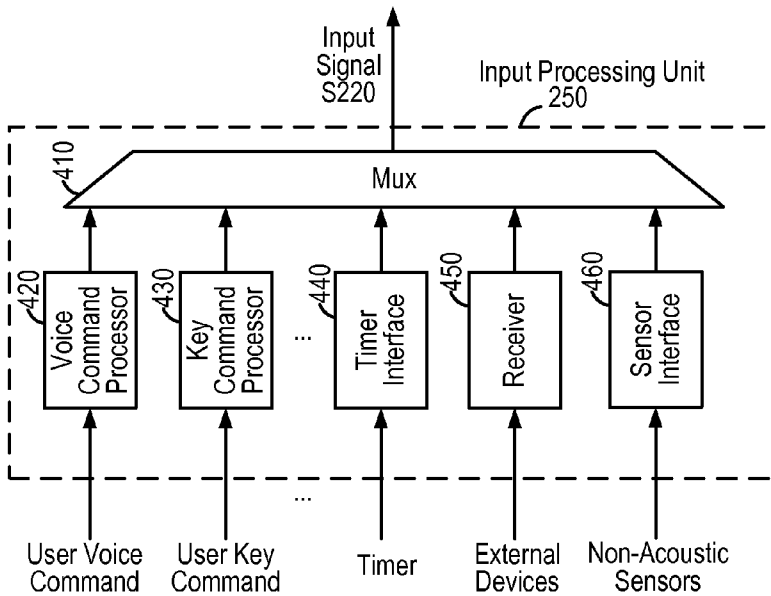 Input
Signal
S220
Input Processing Unit
250
410
Mux
420
Voice
Command
Processor
430
Key
Command
Processor
...
440
Timer
Interface
450
Receiver
460
Sensor
Interface
...
User Voice
Command
User Key
Command
Timer
External
Devices
Non-Acoustic
Sensors